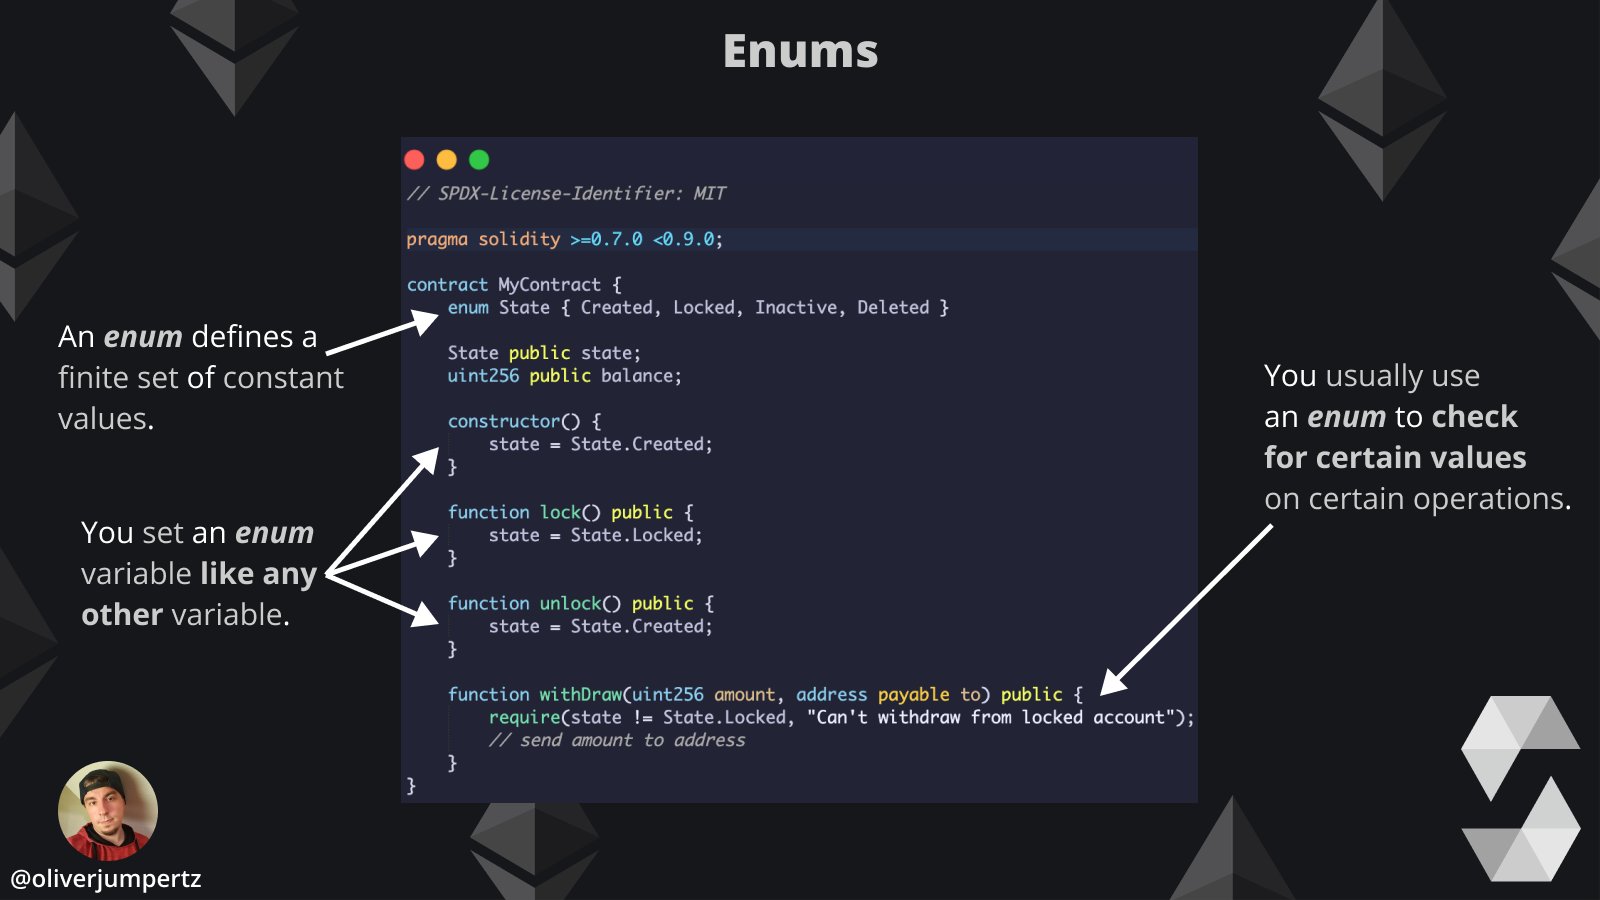 Enums
// SPDX-License-Identifier: MIT
pragma solidity >=0.7.0 <0.9.0;
contract MyContract {
enum State { Created, Locked, Inactive, Deleted }
State public state;
uint256 public balance;
constructor() {
state = State.Created;
}
function lock() public {
state = State.Locked;
}
function unlock() public {
state = State.Created;
}
function withDraw(uint256 amount, address payable to) public {
require(state != State.Locked, "Can't withdraw from locked account");
// send amount to address
}
}
An enum defines a
finite set of constant
values.
You set an enum
variable like any
other variable.
You usually use
an enum to check
for certain values
on certain operations.
@oliverjumpertz